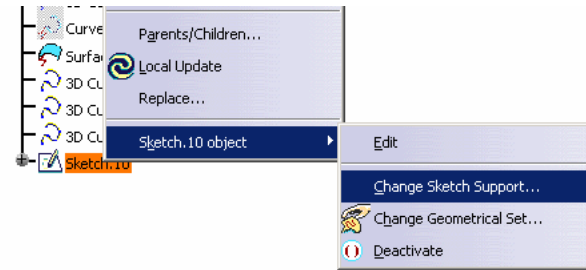 Curve
Parents/Children...
Surfa
Local Update
3D Cu
Replace...
3D Cu
3D Cu
Sketch.10 object
Edit
Sketch.10
Change Sketch Support...
Change Geometrical Set...
Deactivate